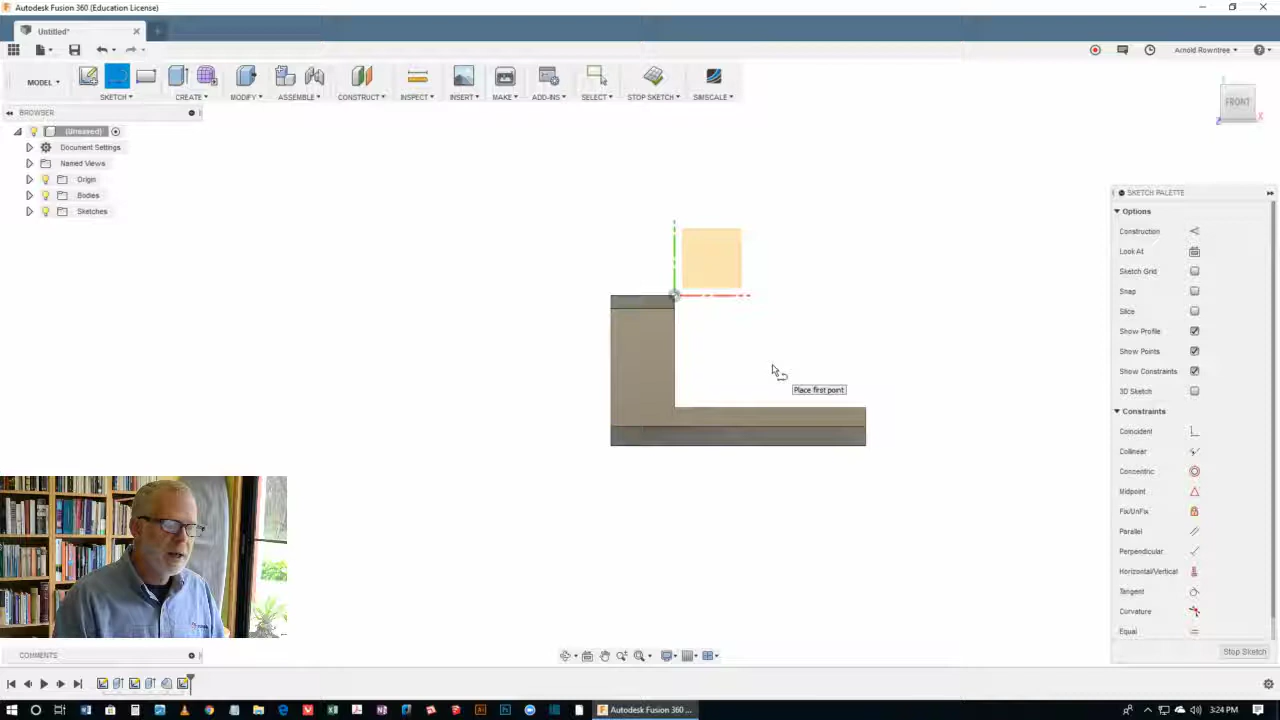 Autodesk Fusion 360 (Education License)
Untitled*
Arnold Rowntree
MODEL
SKETCH
CREATE
MODIFY
ASSEMBLE
CONSTRUCT
INSPECT
INSERT
MAKE
ADD-INS
SELECT
STOP SKETCH
SIMSCALE
BROWSER
(Unsaved)
Document Settings
Named Views
Origin
Bodies
Sketches
FRONT
X
Z
Place first point
SKETCH PALETTE
Options
Construction
Look At
Sketch Grid
Snap
Slice
Show Profile
Show Points
Show Constraints
3D Sketch
Constraints
Coincident
Collinear
Concentric
Midpoint
Fix/UnFix
Parallel
Perpendicular
Horizontal/Vertical
Tangent
Curvature
Equal
Stop Sketch
COMMENTS
Autodesk Fusion 360 ...
3:24 PM